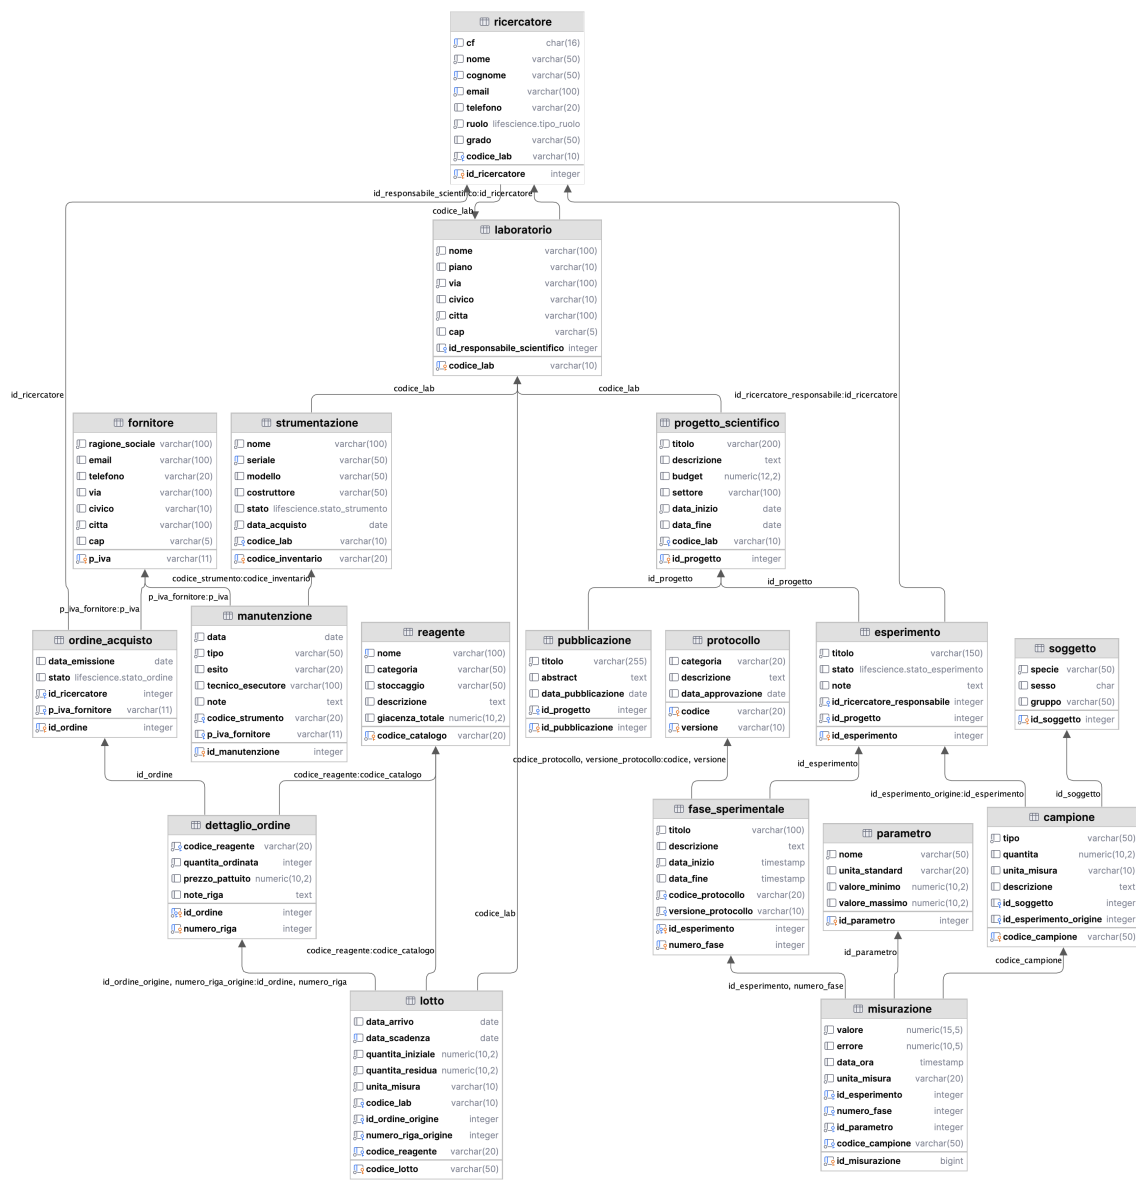 ricercatore
cf char(16)
nome varchar(50)
cognome varchar(50)
email varchar(100)
telefono varchar(20)
ruolo lifescience.tipo_ruolo
grado varchar(50)
codice_lab varchar(10)
id_ricercatore integer
id_responsabile_scientifico:id_ricercatore
codice_lab
laboratorio
nome varchar(100)
piano varchar(10)
via varchar(100)
civico varchar(10)
citta varchar(100)
cap varchar(5)
id_responsabile_scientifico integer
codice_lab varchar(10)
codice_lab
codice_lab
id_ricercatore
id_ricercatore_responsabile:id_ricercatore
fornitore
ragione_sociale varchar(100)
email varchar(100)
telefono varchar(20)
via varchar(100)
civico varchar(10)
citta varchar(100)
cap varchar(5)
p_iva varchar(11)
strumentazione
nome varchar(100)
seriale varchar(50)
modello varchar(50)
costruttore varchar(50)
stato lifescience.stato_strumento
data_acquisto date
codice_lab varchar(10)
codice_inventario varchar(20)
progetto_scientifico
titolo varchar(200)
descrizione text
budget numeric(12,2)
settore varchar(100)
data_inizio date
data_fine date
codice_lab varchar(10)
id_progetto integer
codice_strumento:codice_inventario
p_iva_fornitore:p_iva
p_iva_fornitore:p_iva
id_progetto
id_progetto
ordine_acquisto
data_emissione date
stato lifescience.stato_ordine
id_ricercatore integer
p_iva_fornitore varchar(11)
id_ordine integer
manutenzione
data date
tipo varchar(50)
esito varchar(20)
tecnico_esecutore varchar(100)
note text
codice_strumento varchar(20)
p_iva_fornitore varchar(11)
id_manutenzione integer
reagente
nome varchar(100)
categoria varchar(50)
stoccaggio varchar(50)
descrizione text
giacenza_totale numeric(10,2)
codice_catalogo varchar(20)
pubblicazione
titolo varchar(255)
abstract text
data_pubblicazione date
id_progetto integer
id_pubblicazione integer
protocollo
categoria varchar(20)
descrizione text
data_approvazione date
codice varchar(20)
versione varchar(10)
esperimento
titolo varchar(150)
stato lifescience.stato_esperimento
note text
id_ricercatore_responsabile integer
id_progetto integer
id_esperimento integer
soggetto
specie varchar(50)
sesso char
gruppo varchar(50)
id_soggetto integer
id_ordine
codice_reagente:codice_catalogo
codice_protocollo, versione_protocollo:codice, versione
id_esperimento
id_esperimento_origine:id_esperimento
id_soggetto
dettaglio_ordine
codice_reagente varchar(20)
quantita_ordinata integer
prezzo_pattuito numeric(10,2)
note_riga text
id_ordine integer
numero_riga integer
fase_sperimentale
titolo varchar(100)
descrizione text
data_inizio timestamp
data_fine timestamp
codice_protocollo varchar(20)
versione_protocollo varchar(10)
id_esperimento integer
numero_fase integer
parametro
nome varchar(50)
unita_standard varchar(20)
valore_minimo numeric(10,2)
valore_massimo numeric(10,2)
id_parametro integer
campione
tipo varchar(50)
quantita numeric(10,2)
unita_misura varchar(10)
descrizione text
id_soggetto integer
id_esperimento_origine integer
codice_campione varchar(50)
codice_lab
codice_reagente:codice_catalogo
id_ordine_origine, numero_riga_origine:id_ordine, numero_riga
id_parametro
codice_campione
id_esperimento, numero_fase
lotto
data_arrivo date
data_scadenza date
quantita_iniziale numeric(10,2)
quantita_residua numeric(10,2)
unita_misura varchar(10)
codice_lab varchar(10)
id_ordine_origine integer
numero_riga_origine integer
codice_reagente varchar(20)
codice_lotto varchar(50)
misurazione
valore numeric(15,5)
errore numeric(10,5)
data_ora timestamp
unita_misura varchar(20)
id_esperimento integer
numero_fase integer
id_parametro integer
codice_campione varchar(50)
id_misurazione bigint